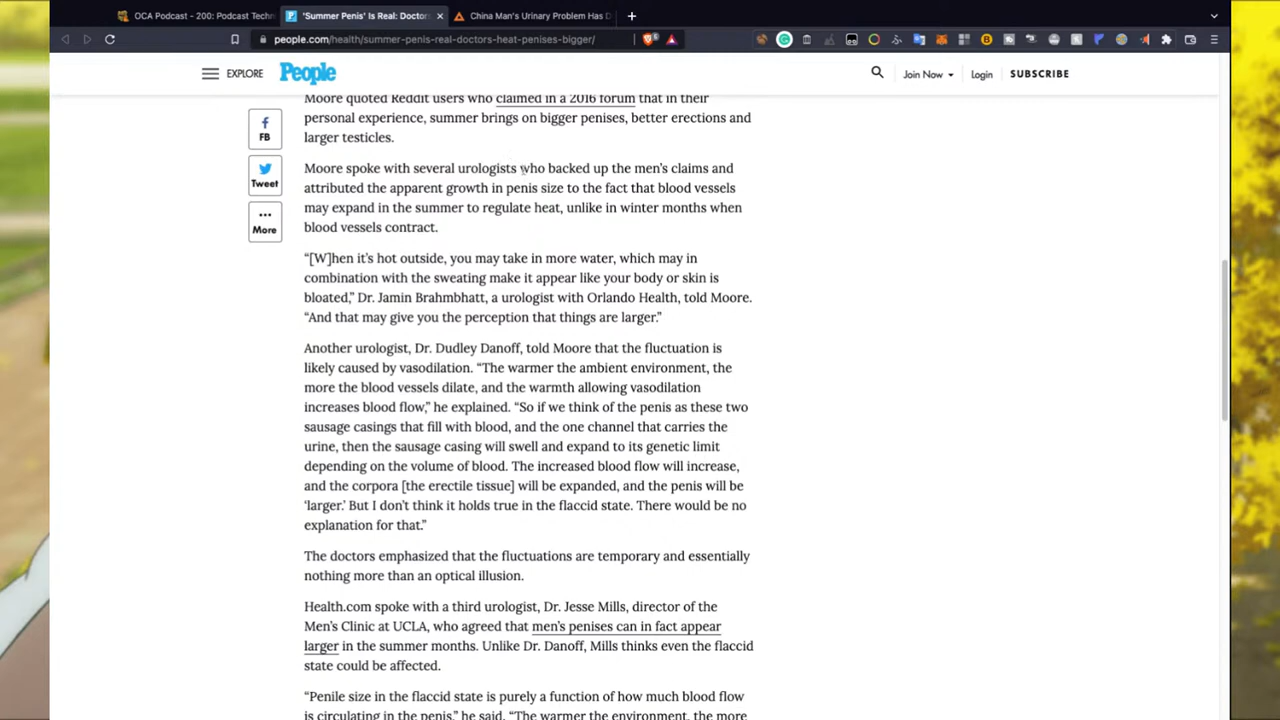 OCA Podcast - 200: Podcast Techn
'Summer Penis' Is Real: Doctor:
China Man's Urinary Problem Has D
people.com/health/summer-penis-real-doctors-heat-penises-bigger/
EXPLORE
People
Join Now
Login
SUBSCRIBE
FB
Tweet
More
Moore quoted Reddit users who claimed in a 2016 forum that in their
personal experience, summer brings on bigger penises, better erections and
larger testicles.
Moore spoke with several urologists who backed up the men's claims and
attributed the apparent growth in penis size to the fact that blood vessels
may expand in the summer to regulate heat, unlike in winter months when
blood vessels contract.
“[W]hen it's hot outside, you may take in more water, which may in
combination with the sweating make it appear like your body or skin is
bloated,” Dr. Jamin Brahmbhatt, a urologist with Orlando Health, told Moore.
“And that may give you the perception that things are larger.”
Another urologist, Dr. Dudley Danoff, told Moore that the fluctuation is
likely caused by vasodilation. “The warmer the ambient environment, the
more the blood vessels dilate, and the warmth allowing vasodilation
increases blood flow,” he explained. “So if we think of the penis as these two
sausage casings that fill with blood, and the one channel that carries the
urine, then the sausage casing will swell and expand to its genetic limit
depending on the volume of blood. The increased blood flow will increase,
and the corpora [the erectile tissue] will be expanded, and the penis will be
‘larger.’ But I don't think it holds true in the flaccid state. There would be no
explanation for that.”
The doctors emphasized that the fluctuations are temporary and essentially
nothing more than an optical illusion.
Health.com spoke with a third urologist, Dr. Jesse Mills, director of the
Men's Clinic at UCLA, who agreed that men's penises can in fact appear
larger in the summer months. Unlike Dr. Danoff, Mills thinks even the flaccid
state could be affected.
“Penile size in the flaccid state is purely a function of how much blood flow
is circulating in the penis,” he said. “The warmer the environment, the more